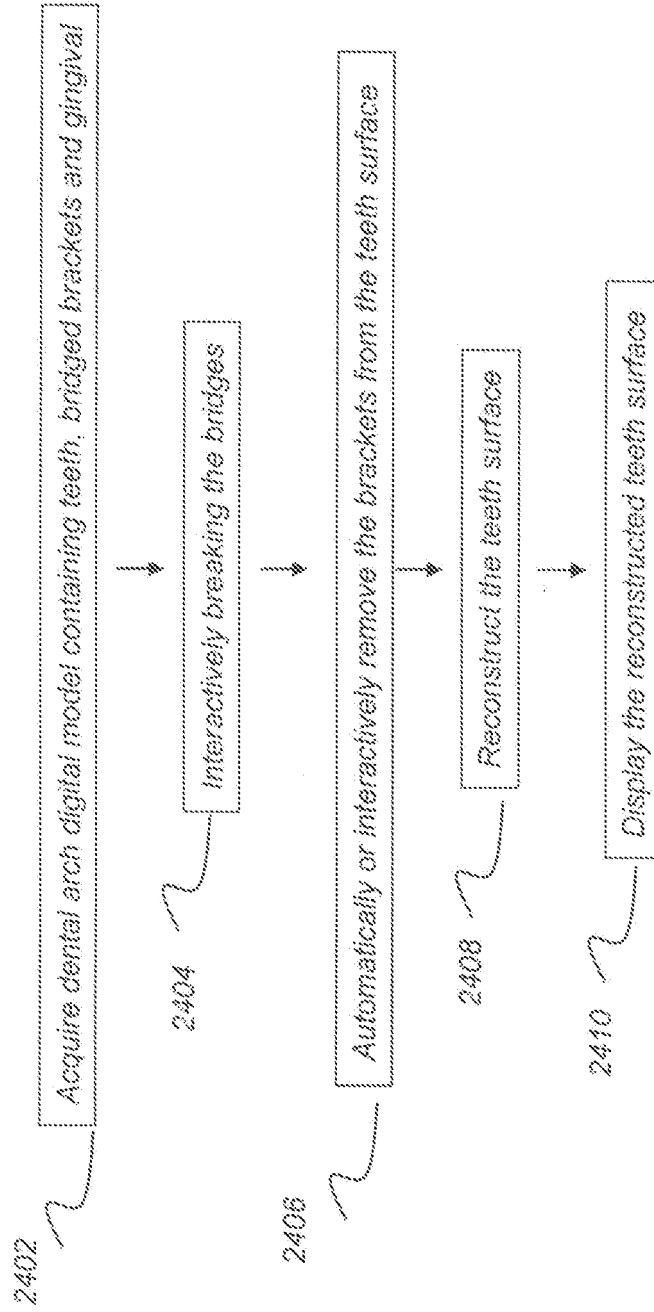 2402
Acquire dental arch digital model containing teeth, bridged brackets and gingival
2404
Interactively breaking the bridges
2406
Automatically or interactively remove the brackets from the teeth surface
2408
Reconstruct the teeth surface
2410
Display the reconstructed teeth surface